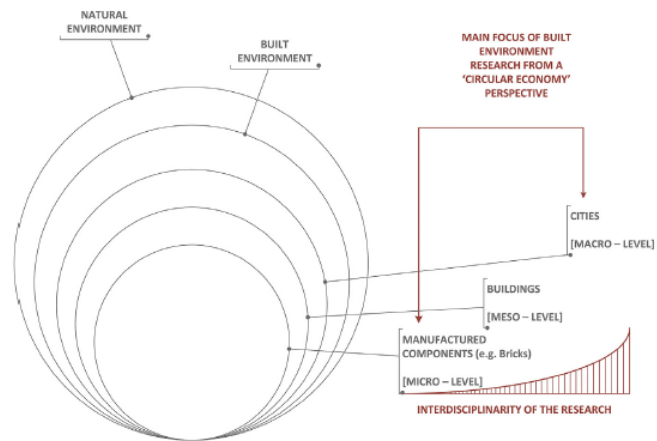 NATURAL
ENVIRONMENT
BUILT
ENVIRONMENT
MAIN FOCUS OF BUILT
ENVIRONMENT
RESEARCH FROM A
‘CIRCULAR ECONOMY’
PERSPECTIVE
CITIES
[MACRO – LEVEL]
BUILDINGS
[MESO – LEVEL]
MANUFACTURED
COMPONENTS (e.g. Bricks)
[MICRO – LEVEL]
INTERDISCIPLINARITY OF THE RESEARCH